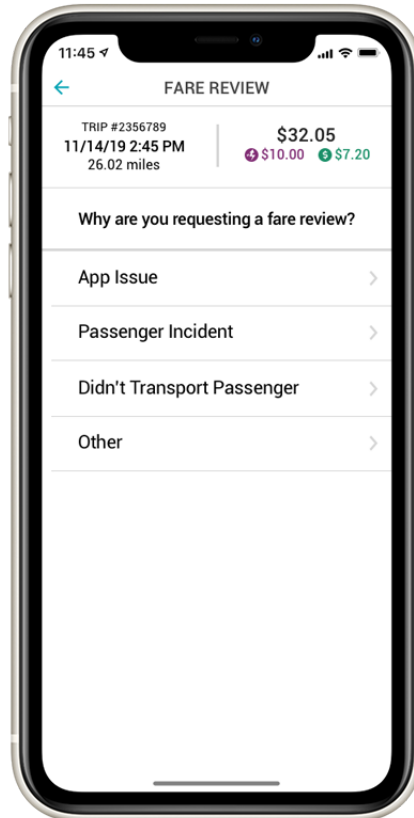 11:45
FARE REVIEW
TRIP #2356789
11/14/19 2:45 PM
26.02 miles
$32.05
$10.00 $7.20
Why are you requesting a fare review?
App Issue
Passenger Incident
Didn't Transport Passenger
Other